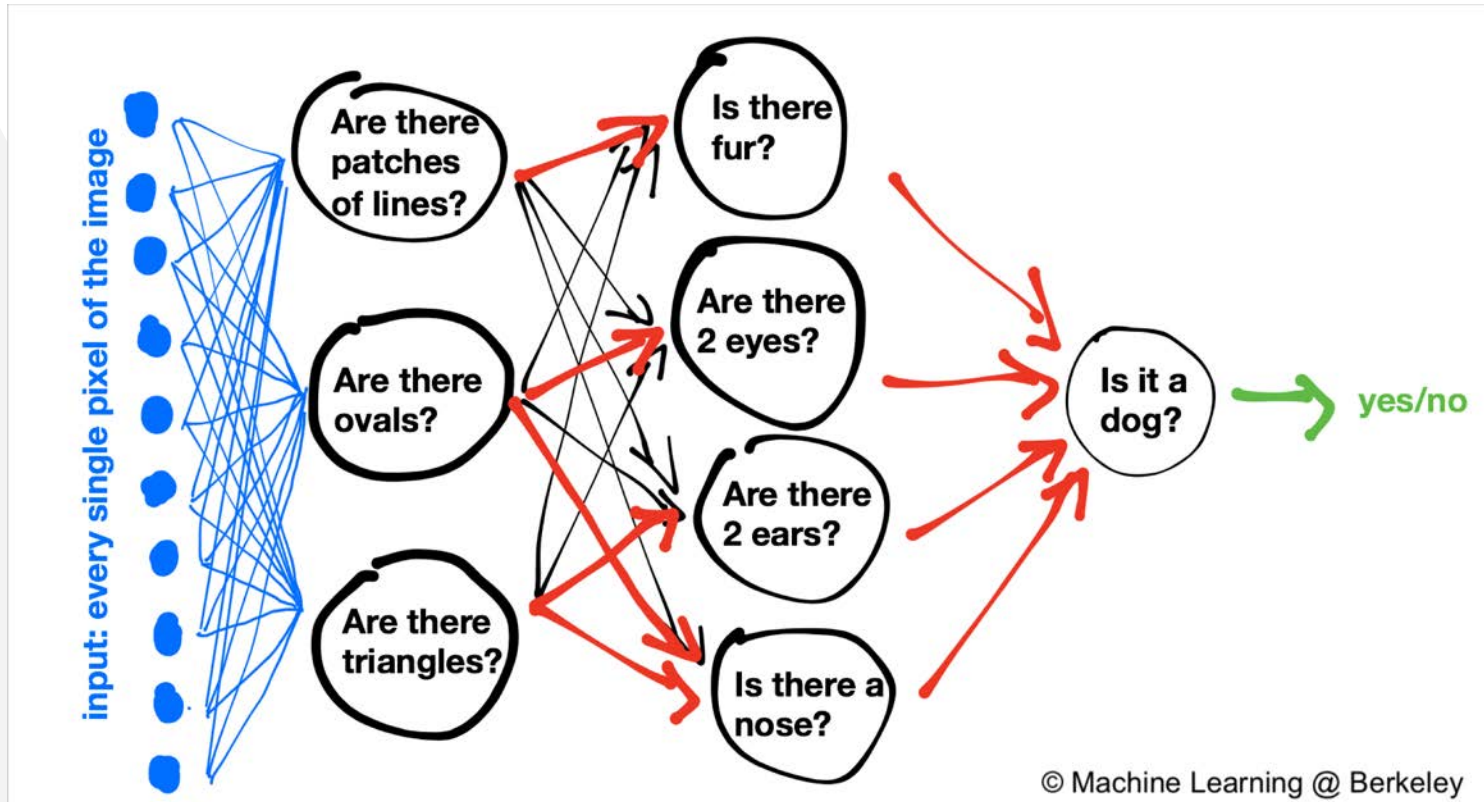 input: every single pixel of the image
Are there
patches
of lines?
Are there
ovals?
Are there
triangles?
Is there
fur?
Are there
2 eyes?
Are there
2 ears?
Is there a
nose?
Is it a
dog?
yes/no
© Machine Learning @ Berkeley